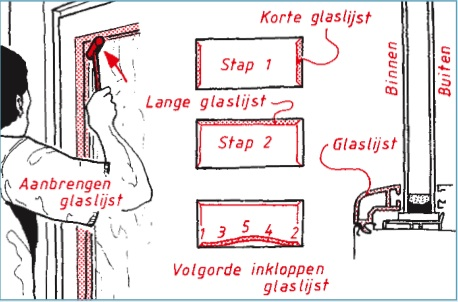 Aanbrengen
glaslijst
Korte glaslijst
Stap 1
Lange glaslijst
Stap 2
1 3 5 4 2
Volgorde inkloppen
glaslijst
Binnen
Buiten
Glaslijst